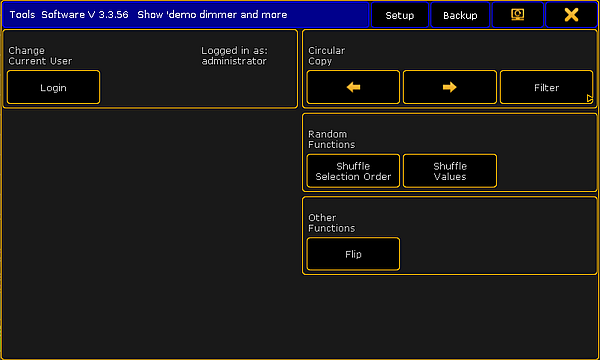 Tools Software V 3.3.56 Show 'demo dimmer and more
Setup
Backup
Change
Current User
Logged in as:
administrator
Login
Circular
Copy
Filter
Random
Functions
Shuffle
Selection Order
Shuffle
Values
Other
Functions
Flip